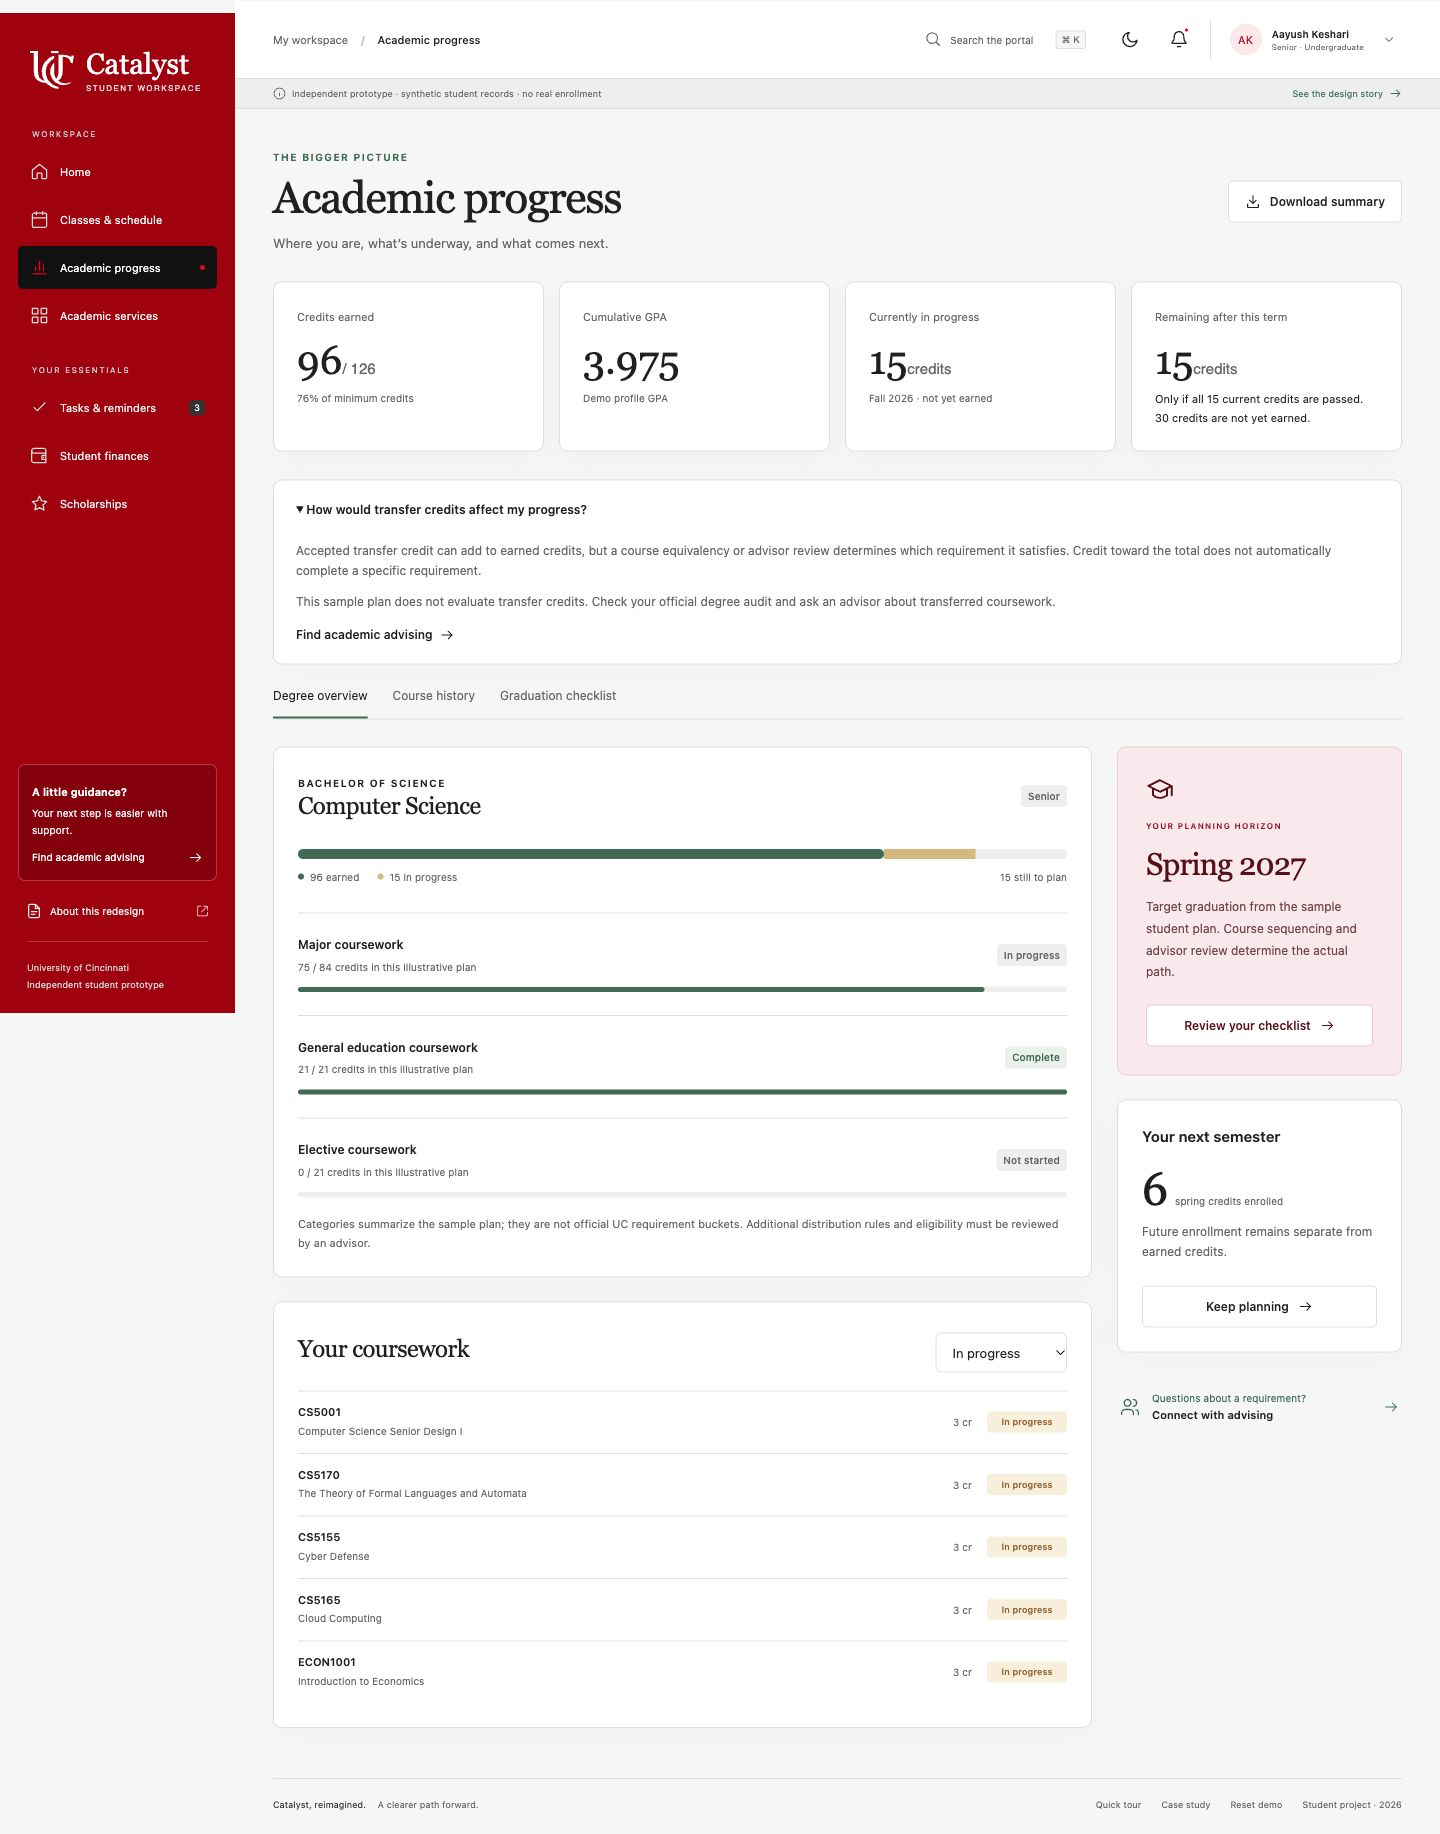 UC Catalyst
STUDENT WORKSPACE
WORKSPACE
Home
Classes & schedule
Academic progress
Academic services
YOUR ESSENTIALS
Tasks & reminders 3
Student finances
Scholarships
A little guidance?
Your next step is easier with
support.
Find academic advising
About this redesign
University of Cincinnati
Independent student prototype
My workspace / Academic progress
Search the portal ⌘ K
AK
Aayush Keshari
Senior · Undergraduate
Independent prototype · synthetic student records · no real enrollment
See the design story →
THE BIGGER PICTURE
Academic progress
Where you are, what's underway, and what comes next.
Download summary
Credits earned
96/ 126
76% of minimum credits
Cumulative GPA
3.975
Demo profile GPA
Currently in progress
15credits
Fall 2026 · not yet earned
Remaining after this term
15credits
Only if all 15 current credits are passed.
30 credits are not yet earned.
▼ How would transfer credits affect my progress?
Accepted transfer credit can add to earned credits, but a course equivalency or advisor review determines which requirement it satisfies. Credit toward the total does not automatically
complete a specific requirement.
This sample plan does not evaluate transfer credits. Check your official degree audit and ask an advisor about transferred coursework.
Find academic advising →
Degree overview Course history Graduation checklist
BACHELOR OF SCIENCE
Computer Science
Senior
96 earned 15 in progress 15 still to plan
Major coursework
75 / 84 credits in this illustrative plan
In progress
General education coursework
21 / 21 credits in this illustrative plan
Complete
Elective coursework
0 / 21 credits in this illustrative plan
Not started
Categories summarize the sample plan; they are not official UC requirement buckets. Additional distribution rules and eligibility must be reviewed
by an advisor.
Your coursework
In progress
CS5001
Computer Science Senior Design I
3 cr In progress
CS5170
The Theory of Formal Languages and Automata
3 cr In progress
CS5155
Cyber Defense
3 cr In progress
CS5165
Cloud Computing
3 cr In progress
ECON1001
Introduction to Economics
3 cr In progress
YOUR PLANNING HORIZON
Spring 2027
Target graduation from the sample
student plan. Course sequencing and
advisor review determine the actual
path.
Review your checklist →
Your next semester
6 spring credits enrolled
Future enrollment remains separate from
earned credits.
Keep planning →
Questions about a requirement?
Connect with advising →
Catalyst, reimagined. A clearer path forward.
Quick tour Case study Reset demo Student project · 2026